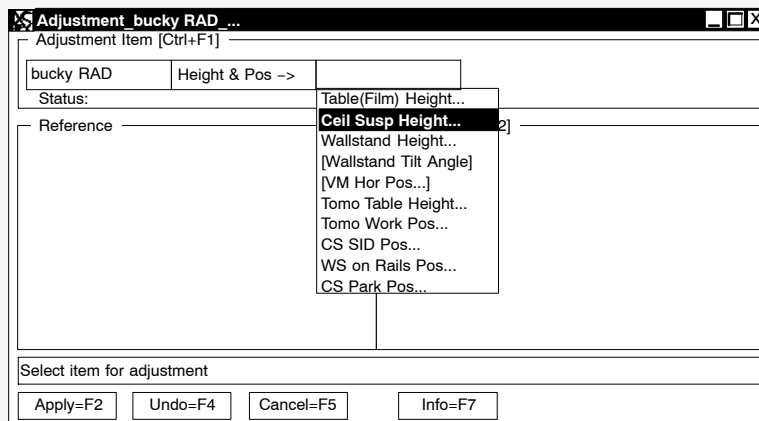 Adjustment_bucky RAD_...
Adjustment Item [Ctrl+F1]
bucky RAD Height & Pos –>
Status:
Table(Film) Height...
Reference
Ceil Susp Height...
2]
Wallstand Height...
[Wallstand Tilt Angle]
[VM Hor Pos...]
Tomo Table Height...
Tomo Work Pos...
CS SID Pos...
WS on Rails Pos...
CS Park Pos...
Select item for adjustment
Apply=F2 Undo=F4 Cancel=F5 Info=F7